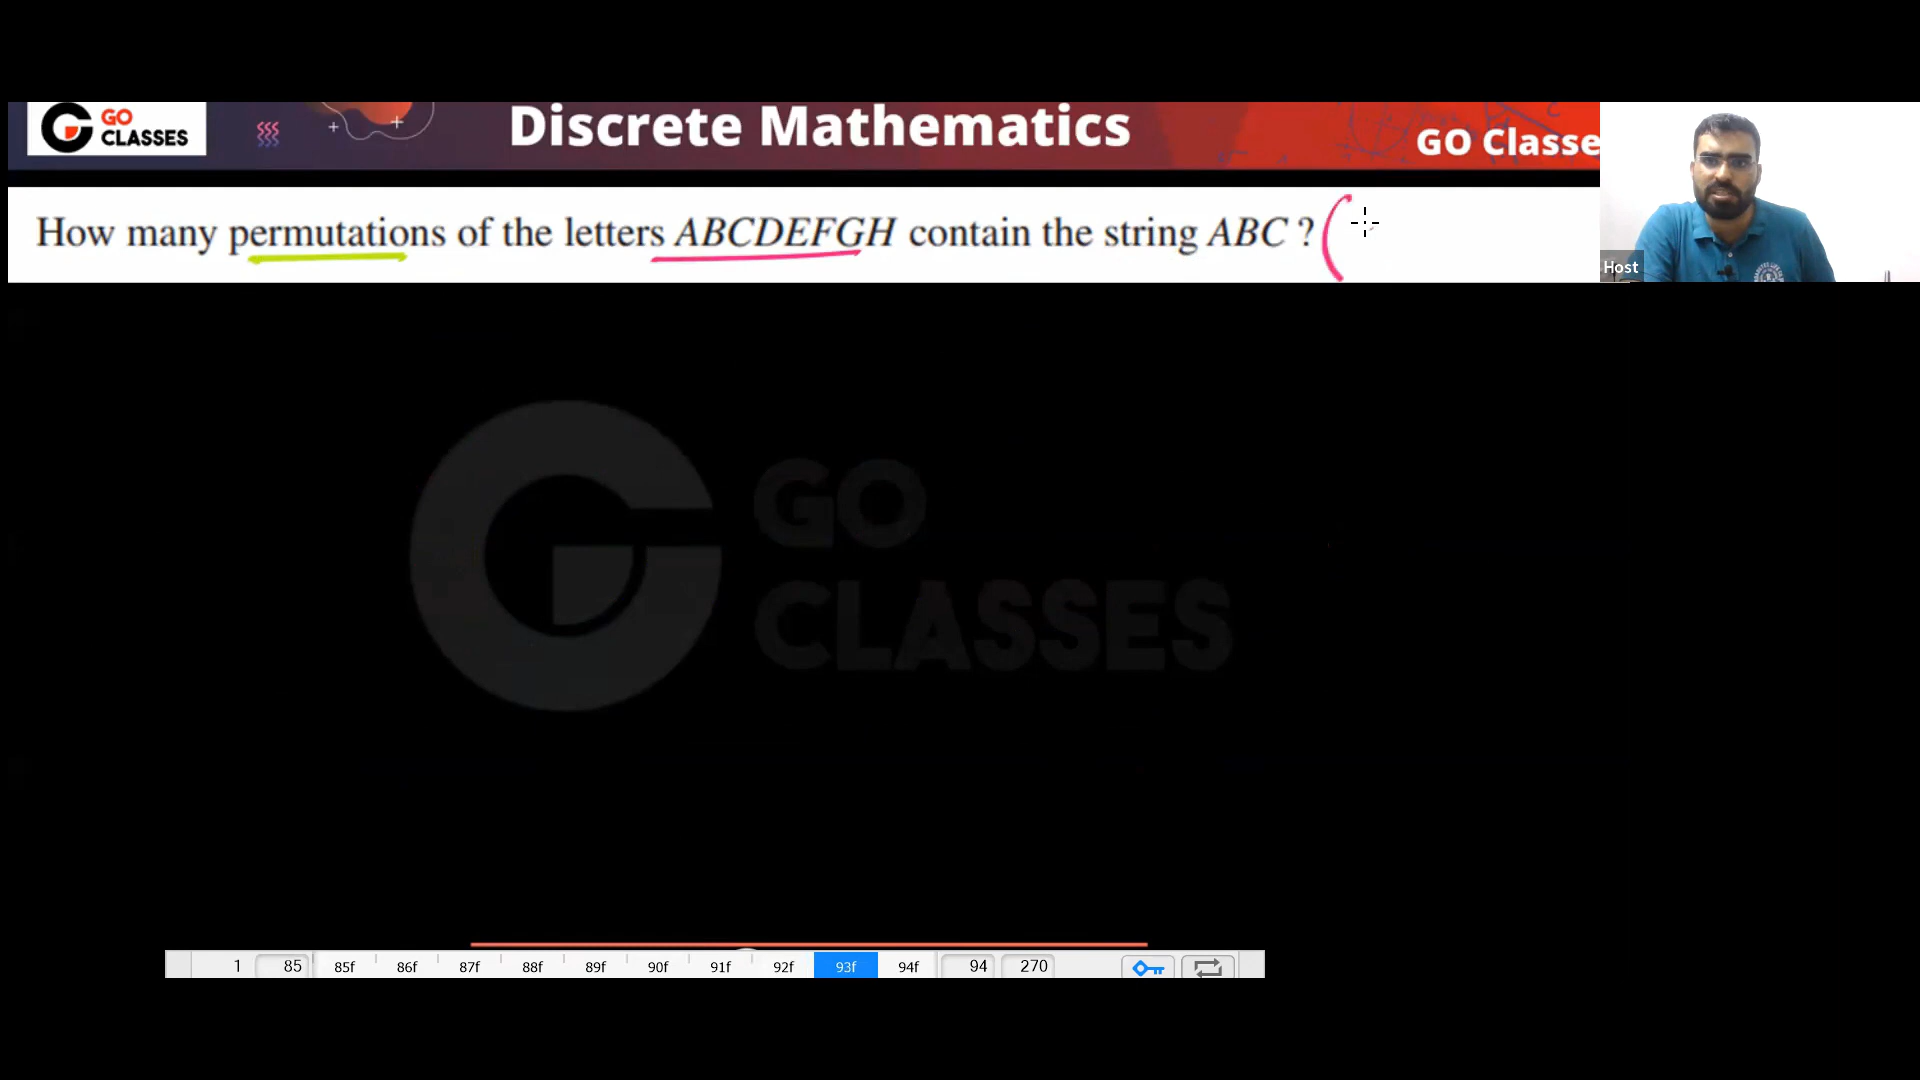 GO
CLASSES
Discrete Mathematics
GO Classe
How many permutations of the letters ABCDEFGH contain the string ABC ? (
Host
GO
CLASSES
1 85 85f 86f 87f 88f 89f 90f 91f 92f 93f 94f 94 270